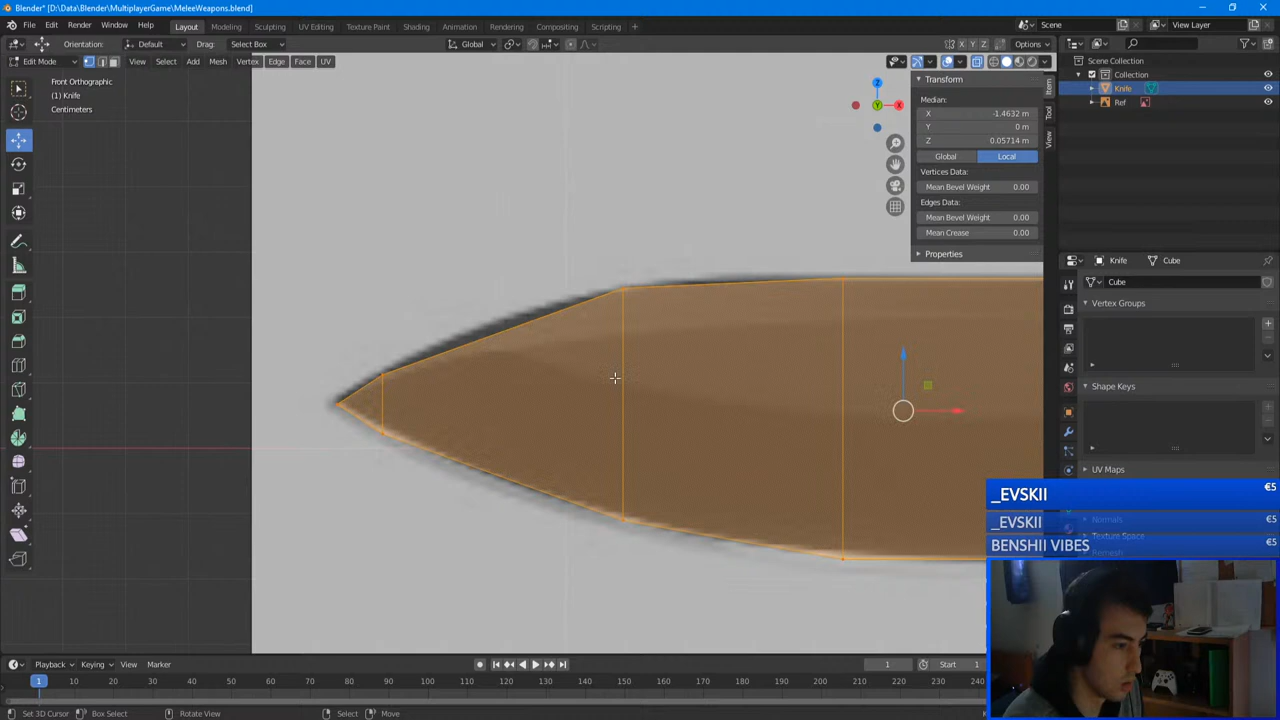 Blender* [D:\Data\Blender\MultiplayerGame\MeleeWeapons.blend]
File Edit Render Window Help Layout Modeling Sculpting UV Editing Texture Paint Shading Animation Rendering Compositing Scripting + Scene View Layer
Orientation: Default Drag: Select Box Global X Y Z Options
Edit Mode View Select Add Mesh Vertex Edge Face UV
Scene Collection
Collection
Knife
Ref
Front Orthographic
(1) Knife
Centimeters
Z
Y
X
Transform
Median:
X -1.4632 m
Y 0 m
Z 0.05714 m
Global Local
Vertices Data:
Mean Bevel Weight 0.00
Edges Data:
Mean Bevel Weight 0.00
Mean Crease 0.00
Properties
Item
Tool
View
Knife Cube
Cube
Vertex Groups
Shape Keys
UV Maps
Normals
Texture Space
Remesh
_EVSKII €5
_EVSKII €5
BENSHII VIBES €5
Playback Keying View Marker 1 Start 1
1 10 20 30 40 50 60 70 80 90 100 110 120 130 140 150 160 170 180 190 200 210 220 230 240
Set 3D Cursor Box Select Rotate View Select Move